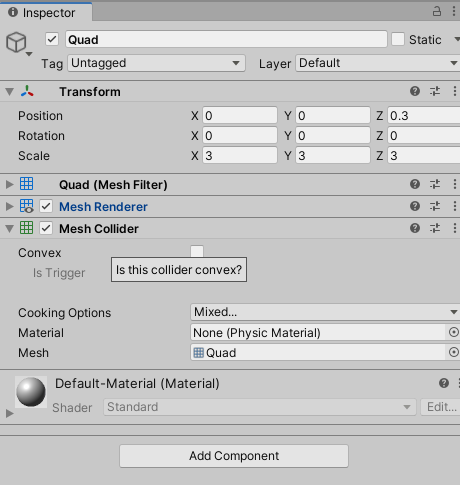 Inspector
Quad
Static
Tag Untagged Layer Default
Transform
Position X 0 Y 0 Z 0.3
Rotation X 0 Y 0 Z 0
Scale X 3 Y 3 Z 3
Quad (Mesh Filter)
Mesh Renderer
Mesh Collider
Convex
Is Trigger
Is this collider convex?
Cooking Options Mixed...
Material None (Physic Material)
Mesh Quad
Default-Material (Material)
Shader Standard Edit...
Add Component